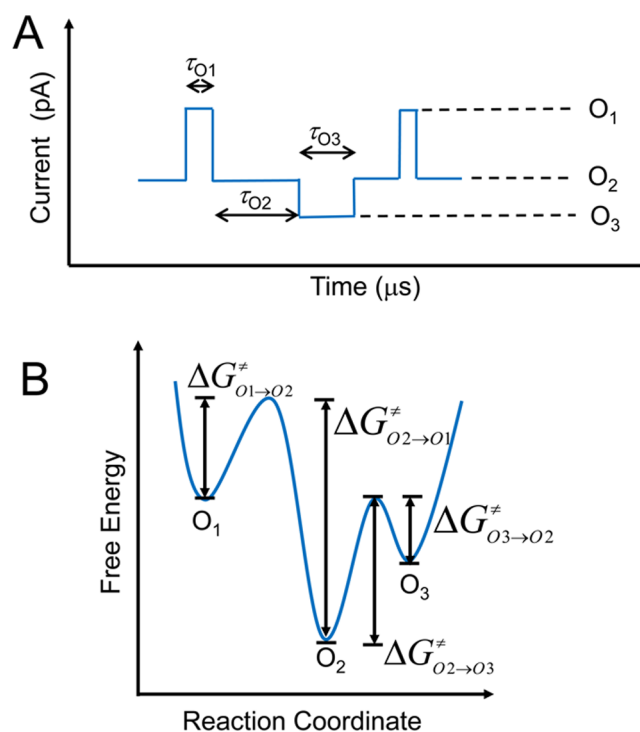 A
Current (pA)
τO1
τO3
τO2
O1
O2
O3
Time (μs)
B
Free Energy
ΔG≠O1→O2
ΔG≠O2→O1
ΔG≠O3→O2
O1
O3
O2
ΔG≠O2→O3
Reaction Coordinate